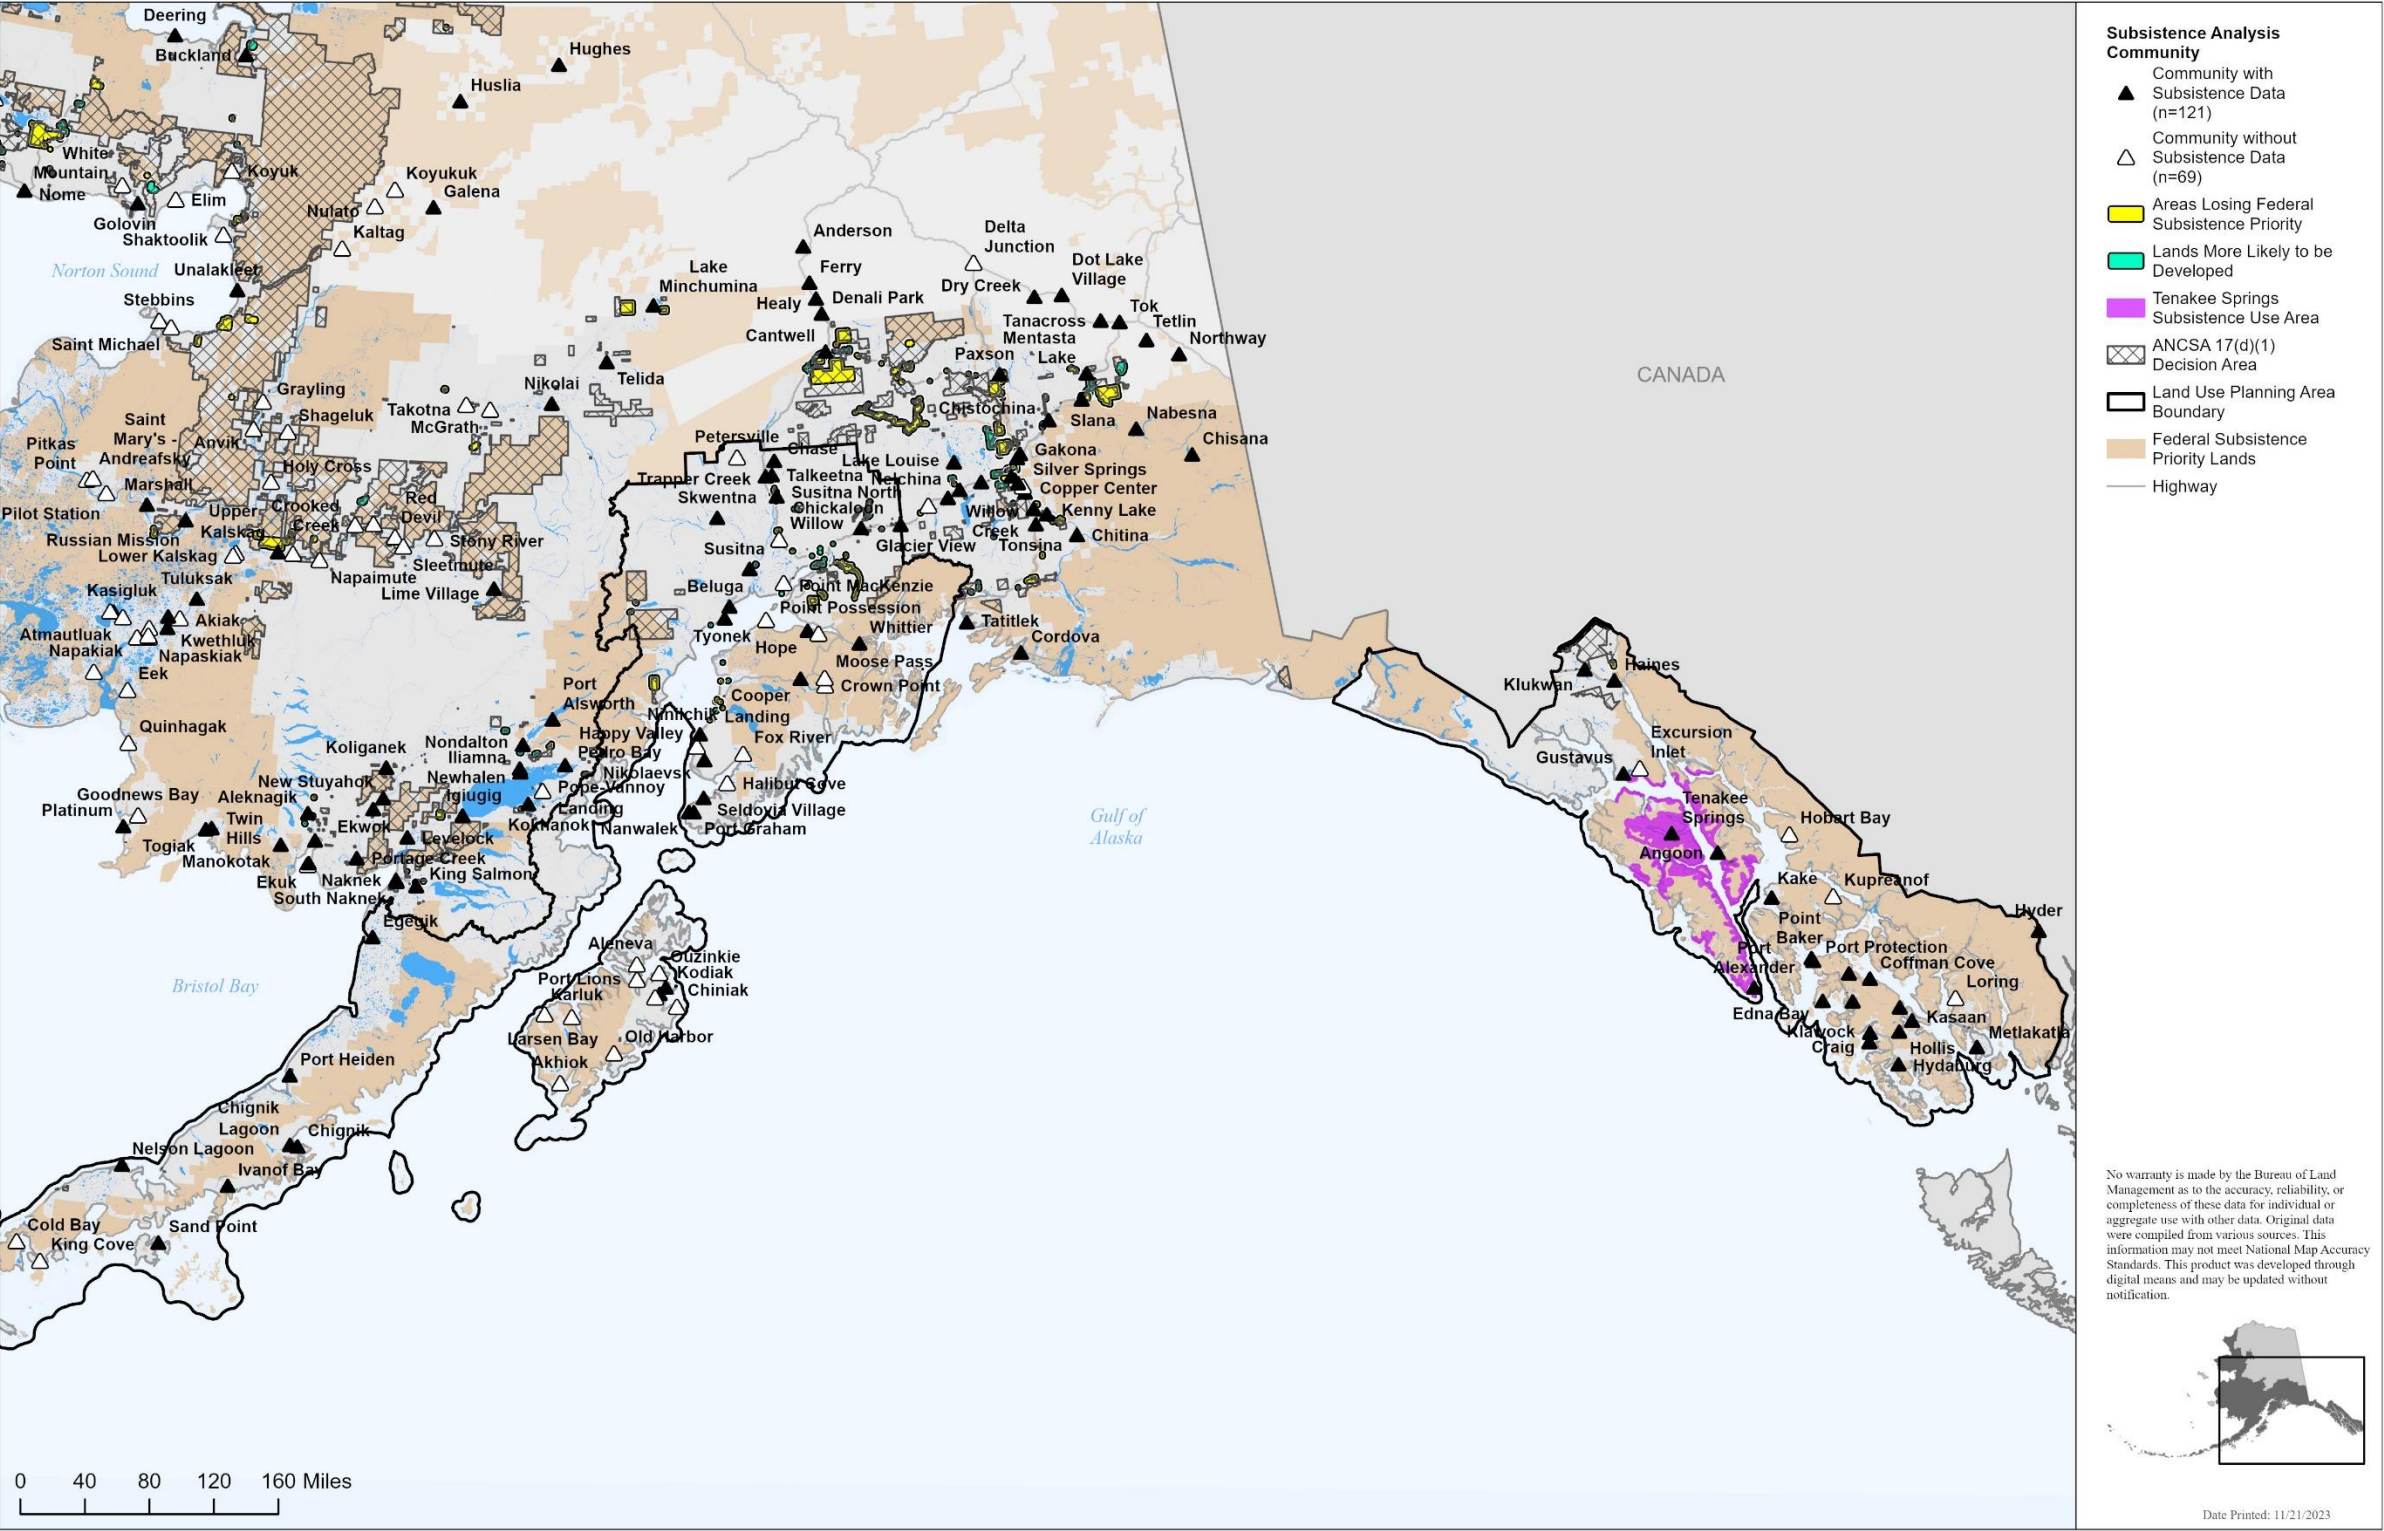 Deering
Buckland
Hughes
Huslia
White
Mountain
Nome
Golovin
Shaktoolik
Elim
Koyuk
Koyukuk
Galena
Nulato
Kaltag
Norton Sound
Unalakleet
Stebbins
Saint Michael
Anderson
Ferry
Healy
Denali Park
Cantwell
Lake
Minchumina
Delta
Junction
Dry Creek
Dot Lake
Village
Tok
Tanacross
Tetlin
Mentasta
Lake
Northway
Paxson
Chistochina
Slana
Nabesna
Chisana
CANADA
Nikolai
Telida
Takotna
McGrath
Grayling
Shageluk
Anvik
Holy Cross
Saint
Mary's -
Andreafsky
Pitkas
Point
Marshall
Pilot Station
Russian Mission
Upper
Kalskag
Lower Kalskag
Crooked
Creek
Red
Devil
Stony River
Sleetmute
Napaimute
Lime Village
Tuluksak
Kasigluk
Akiak
Atmautluak
Kwethluk
Napakiak
Napaskiak
Eek
Quinhagak
Goodnews Bay
Platinum
Togiak
Twin
Hills
Manokotak
Aleknagik
New Stuyahok
Koliganek
Ekwok
Ekuk
Portage Creek
Levelock
Naknek
South Naknek
King Salmon
Egegik
Igiugig
Newhalen
Iliamna
Nondalton
Port
Alsworth
Pedro Bay
Pope-Vannoy
Landing
Kokhanok
Petersville
Chase
Trapper Creek
Talkeetna
Skwentna
Susitna North
Chickaloon
Willow
Susitna
Lake Louise
Nelchina
Glacier View
Gakona
Silver Springs
Copper Center
Willow
Creek
Kenny Lake
Tonsina
Chitina
Beluga
Point MacKenzie
Point Possession
Tyonek
Hope
Whittier
Moose Pass
Crown Point
Cooper
Landing
Tatitlek
Cordova
Ninilchik
Happy Valley
Fox River
Nikolaevsk
Halibut Cove
Seldovia Village
Nanwalek
Port Graham
Gulf of
Alaska
Bristol Bay
Aleneva
Ouzinkie
Kodiak
Chiniak
Port Lions
Karluk
Larsen Bay
Old Harbor
Akhiok
Port Heiden
Chignik
Lagoon
Chignik
Nelson Lagoon
Ivanof Bay
Sand Point
Cold Bay
King Cove
Klukwan
Haines
Excursion
Inlet
Gustavus
Tenakee
Springs
Angoon
Hobart Bay
Kake
Kupreanof
Point
Baker
Port Protection
Port
Alexander
Coffman Cove
Loring
Hyder
Edna Bay
Klawock
Craig
Kasaan
Hollis
Hydaburg
Metlakatla
0 40 80 120 160 Miles
Subsistence Analysis
Community
Community with
Subsistence Data
(n=121)
Community without
Subsistence Data
(n=69)
Areas Losing Federal
Subsistence Priority
Lands More Likely to be
Developed
Tenakee Springs
Subsistence Use Area
ANCSA 17(d)(1)
Decision Area
Land Use Planning Area
Boundary
Federal Subsistence
Priority Lands
Highway
No warranty is made by the Bureau of Land
Management as to the accuracy, reliability, or
completeness of these data for individual or
aggregate use with other data. Original data
were compiled from various sources. This
information may not meet National Map Accuracy
Standards. This product was developed through
digital means and may be updated without
notification.
Date Printed: 11/21/2023